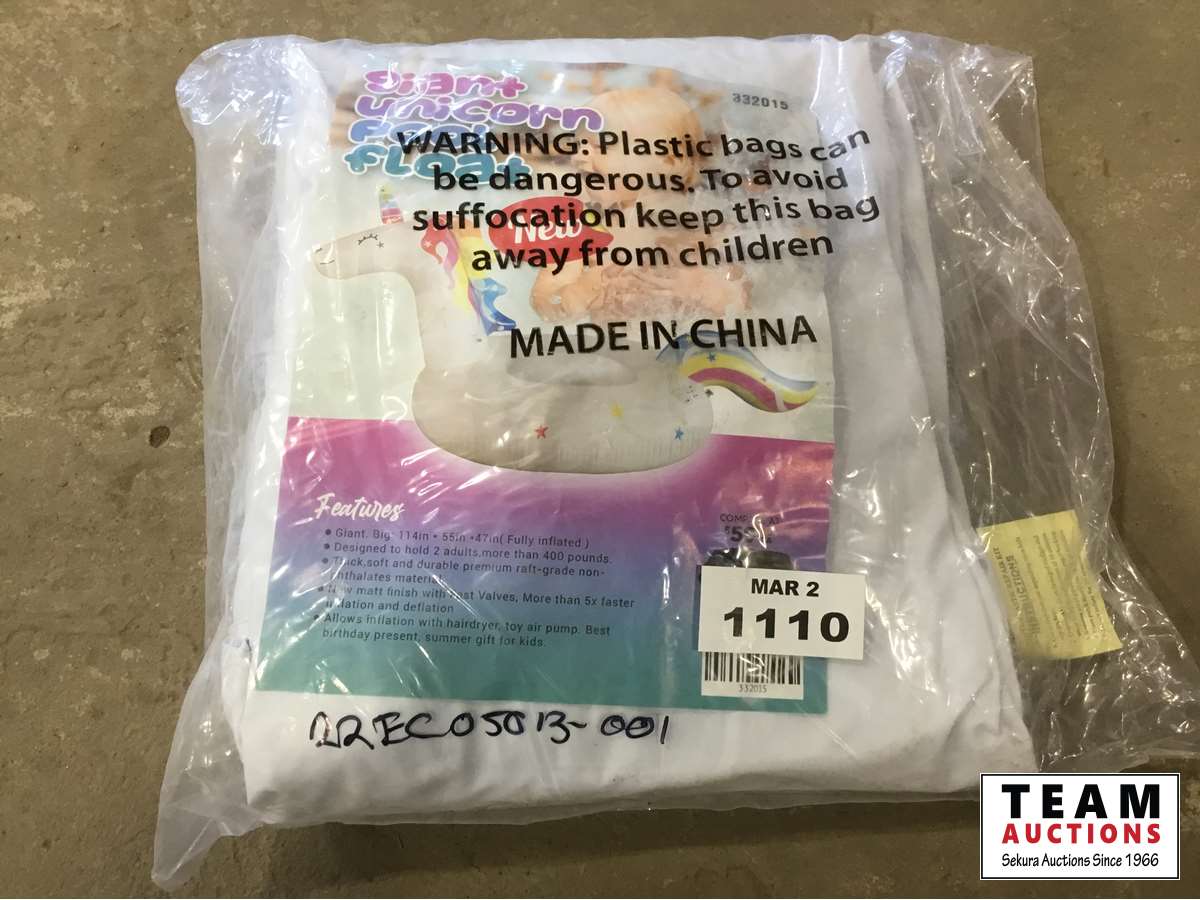 Giant
unicorn
float
332015
WARNING: Plastic bags can
be dangerous. To avoid
suffocation keep this bag
away from children
New
MADE IN CHINA
Features
• Giant. Big: 114in • 55in •47in( Fully inflated )
• Designed to hold 2 adults,more than 400 pounds.
• Thick,soft and durable premium raft-grade non-
phthalates material
• New matt finish with Fast Valves, More than 5x faster
inflation and deflation
• Allows inflation with hairdryer, toy air pump. Best
birthday present, summer gift for kids.
MAR 2
1110
332015
22EC05013-001
TEAM
AUCTIONS
Sekura Auctions Since 1966